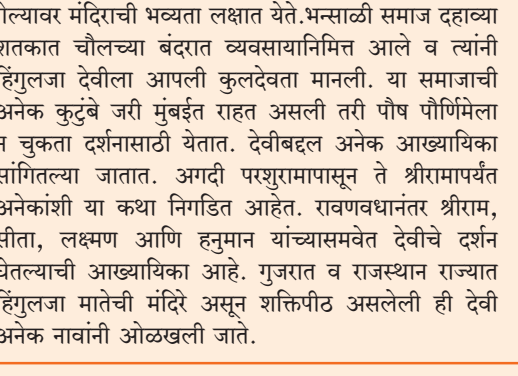 गेल्यावर मंदिराची भव्यता लक्षात येते.भन्साळी समाज दहाव्या
शतकात चौलच्या बंदरात व्यवसायानिमित्त आले व त्यांनी
हिंगुलजा देवीला आपली कुलदेवता मानली. या समाजाची
अनेक कुटुंबे जरी मुंबईत राहत असली तरी पौष पौर्णिमेला
न चुकता दर्शनासाठी येतात. देवीबद्दल अनेक आख्यायिका
सांगितल्या जातात. अगदी परशुरामापासून ते श्रीरामापर्यंत
अनेकांशी या कथा निगडित आहेत. रावणवधानंतर श्रीराम,
सीता, लक्ष्मण आणि हनुमान यांच्यासमवेत देवीचे दर्शन
घेतल्याची आख्यायिका आहे. गुजरात व राजस्थान राज्यात
हिंगुलजा मातेची मंदिरे असून शक्तिपीठ असलेली ही देवी
अनेक नावांनी ओळखली जाते.